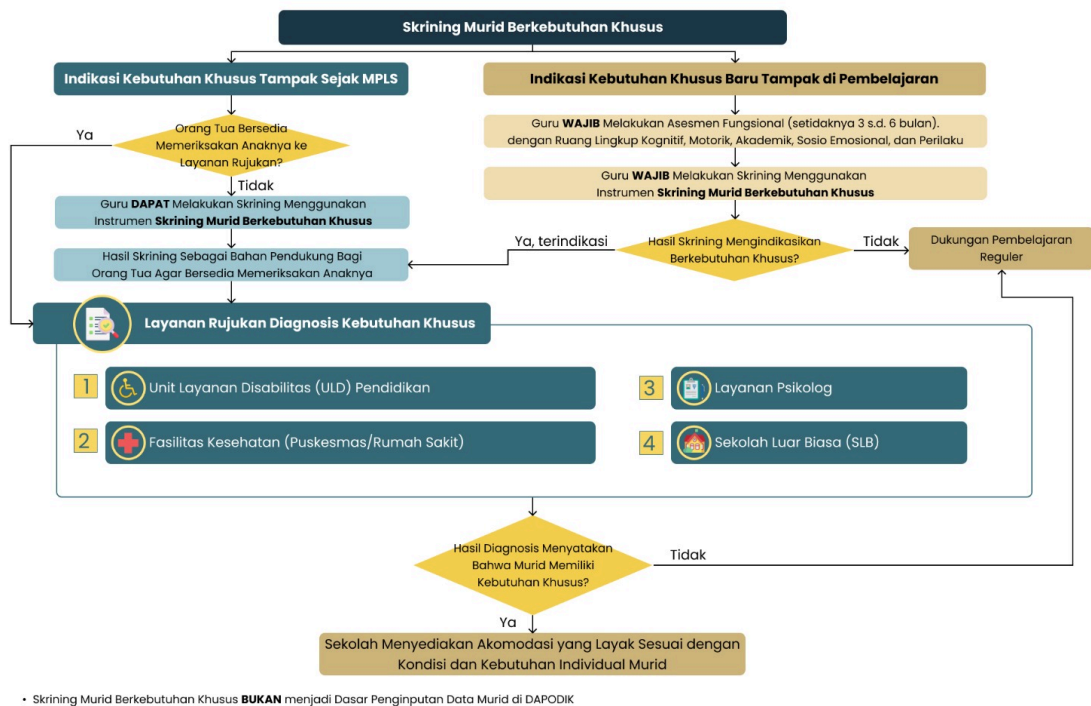 Skrining Murid Berkebutuhan Khusus
Indikasi Kebutuhan Khusus Tampak Sejak MPLS
Indikasi Kebutuhan Khusus Baru Tampak di Pembelajaran
Ya
Orang Tua Bersedia
Memeriksakan Anaknya ke
Layanan Rujukan?
Tidak
Guru DAPAT Melakukan Skrining Menggunakan
Instrumen Skrining Murid Berkebutuhan Khusus
Hasil Skrining Sebagai Bahan Pendukung Bagi
Orang Tua Agar Bersedia Memeriksakan Anaknya
Guru WAJIB Melakukan Asesmen Fungsional (setidaknya 3 s.d. 6 bulan).
dengan Ruang Lingkup Kognitif, Motorik, Akademik, Sosio Emosional, dan Perilaku
Guru WAJIB Melakukan Skrining Menggunakan
Instrumen Skrining Murid Berkebutuhan Khusus
Ya, terindikasi
Hasil Skrining Mengindikasikan
Berkebutuhan Khusus?
Tidak
Dukungan Pembelajaran
Reguler
Layanan Rujukan Diagnosis Kebutuhan Khusus
1 Unit Layanan Disabilitas (ULD) Pendidikan
2 Fasilitas Kesehatan (Puskesmas/Rumah Sakit)
3 Layanan Psikolog
4 Sekolah Luar Biasa (SLB)
Hasil Diagnosis Menyatakan
Bahwa Murid Memiliki
Kebutuhan Khusus?
Tidak
Ya
Sekolah Menyediakan Akomodasi yang Layak Sesuai dengan
Kondisi dan Kebutuhan Individual Murid
• Skrining Murid Berkebutuhan Khusus BUKAN menjadi Dasar Penginputan Data Murid di DAPODIK